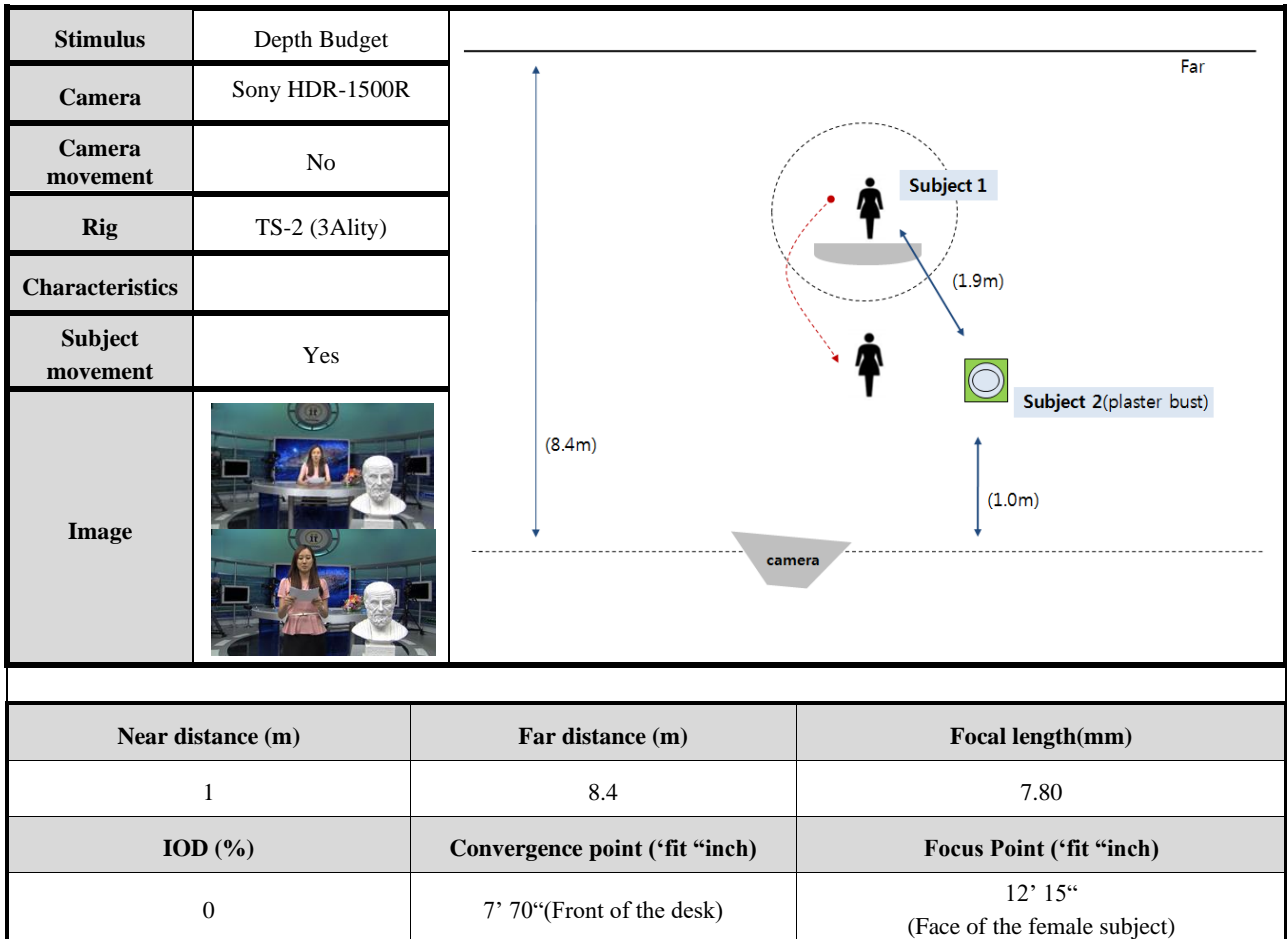 Stimulus
Depth Budget
Camera
Sony HDR-1500R
Camera
movement
No
Rig
TS-2 (3Ality)
Characteristics
Subject
movement
Yes
Image
it
it
Far
Subject 1
(1.9m)
Subject 2(plaster bust)
(8.4m)
(1.0m)
camera
Near distance (m)
Far distance (m)
Focal length(mm)
1
8.4
7.80
IOD (%)
Convergence point (‘fit “inch)
Focus Point (‘fit “inch)
0
7’ 70“(Front of the desk)
12’ 15“
(Face of the female subject)